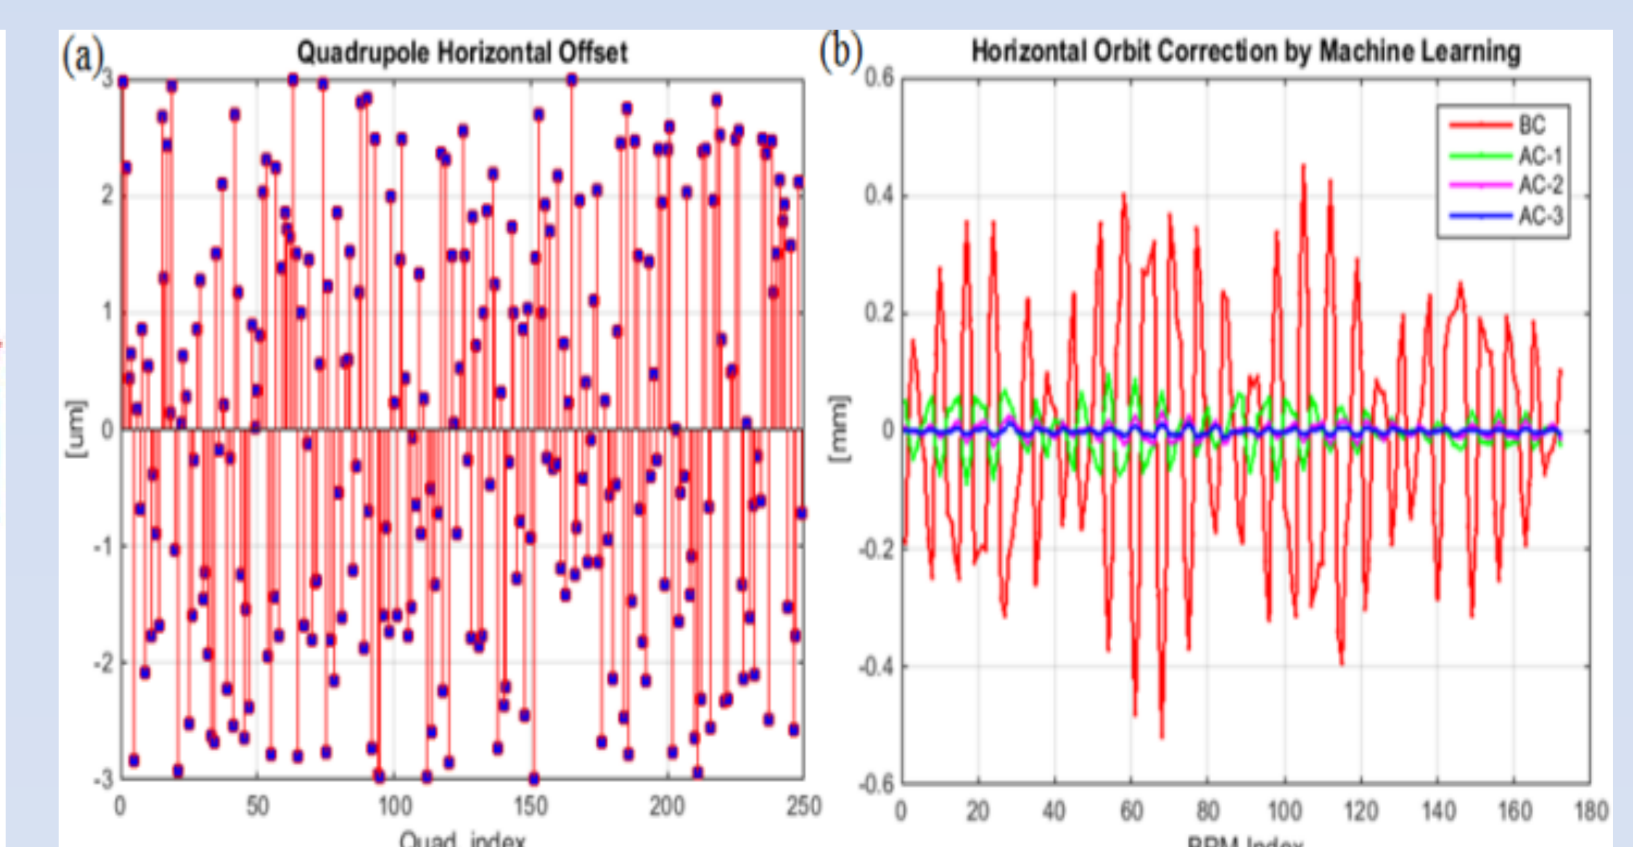 (a)
Quadrupole Horizontal Offset
3
2
1
0
-1
-2
-3
[um]
0 50 100 150 200 250
Quad. index
(b)
Horizontal Orbit Correction by Machine Learning
0.6
0.4
0.2
0
-0.2
-0.4
-0.6
[mm]
BC
AC-1
AC-2
AC-3
0 20 40 60 80 100 120 140 160 180
BPM Index